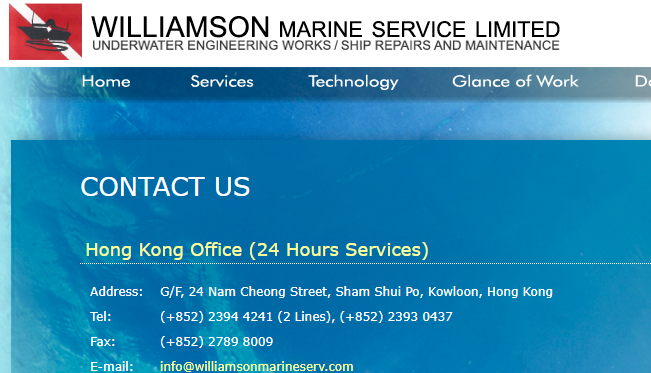 WILLIAMSON MARINE SERVICE LIMITED
UNDERWATER ENGINEERING WORKS / SHIP REPAIRS AND MAINTENANCE
Home Services Technology Glance of Work
CONTACT US
Hong Kong Office (24 Hours Services)
Address: G/F, 24 Nam Cheong Street, Sham Shui Po, Kowloon, Hong Kong
Tel: (+852) 2394 4241 (2 Lines), (+852) 2393 0437
Fax: (+852) 2789 8009
E-mail: info@williamsonmarineserv.com